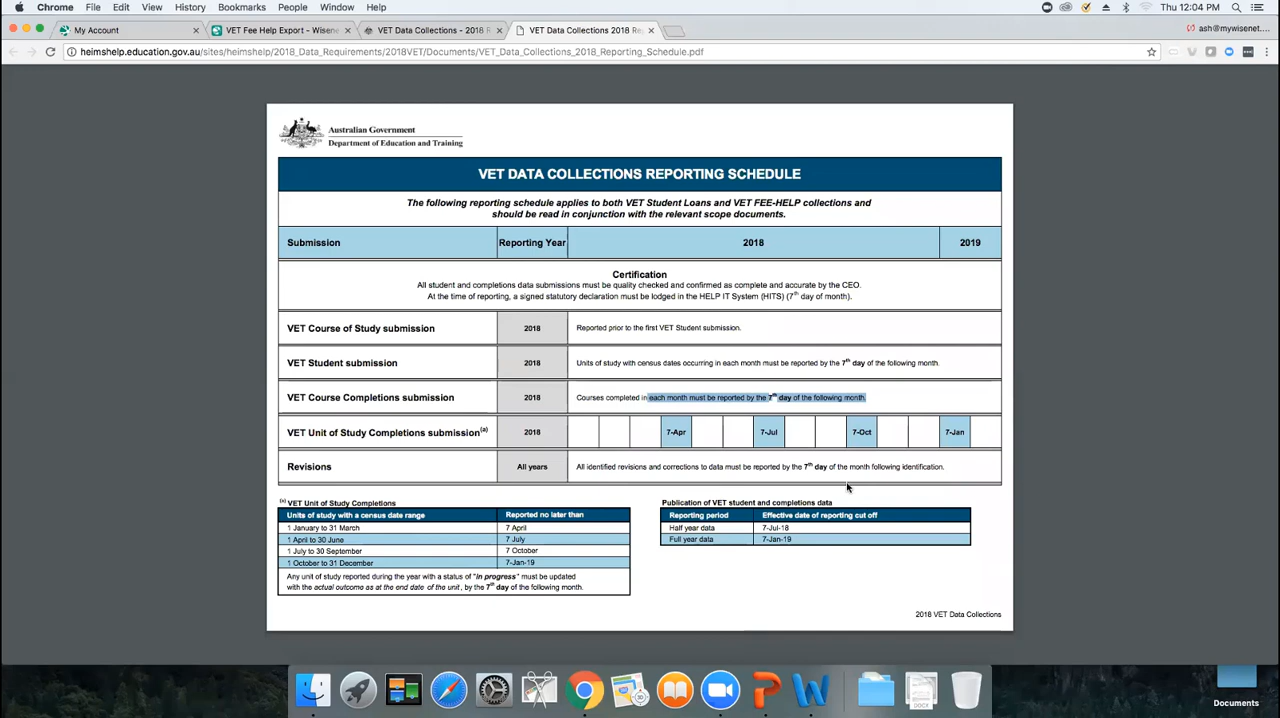 Chrome File Edit View History Bookmarks People Window Help Thu 12:04 PM
My Account VET Fee Help Export – Wisene VET Data Collections - 2018 R VET Data Collections 2018 Re ash@mywisenet....
heimshelp.education.gov.au/sites/heimshelp/2018_Data_Requirements/2018VET/Documents/VET_Data_Collections_2018_Reporting_Schedule.pdf
Australian Government
Department of Education and Training
VET DATA COLLECTIONS REPORTING SCHEDULE
The following reporting schedule applies to both VET Student Loans and VET FEE-HELP collections and
should be read in conjunction with the relevant scope documents.
Submission Reporting Year 2018 2019
Certification
All student and completions data submissions must be quality checked and confirmed as complete and accurate by the CEO.
At the time of reporting, a signed statutory declaration must be lodged in the HELP IT System (HITS) (7th day of month).
VET Course of Study submission 2018 Reported prior to the first VET Student submission.
VET Student submission 2018 Units of study with census dates occurring in each month must be reported by the 7th day of the following month.
VET Course Completions submission 2018 Courses completed in each month must be reported by the 7th day of the following month.
VET Unit of Study Completions submission(a) 2018 7-Apr 7-Jul 7-Oct 7-Jan
Revisions All years All identified revisions and corrections to data must be reported by the 7th day of the month following identification.
(a) VET Unit of Study Completions
Units of study with a census date range Reported no later than
1 January to 31 March 7 April
1 April to 30 June 7 July
1 July to 30 September 7 October
1 October to 31 December 7-Jan-19
Any unit of study reported during the year with a status of "in progress" must be updated
with the actual outcome as at the end date of the unit, by the 7th day of the following month.
Publication of VET student and completions data
Reporting period Effective date of reporting cut off
Half year data 7-Jul-18
Full year data 7-Jan-19
2018 VET Data Collections
Documents